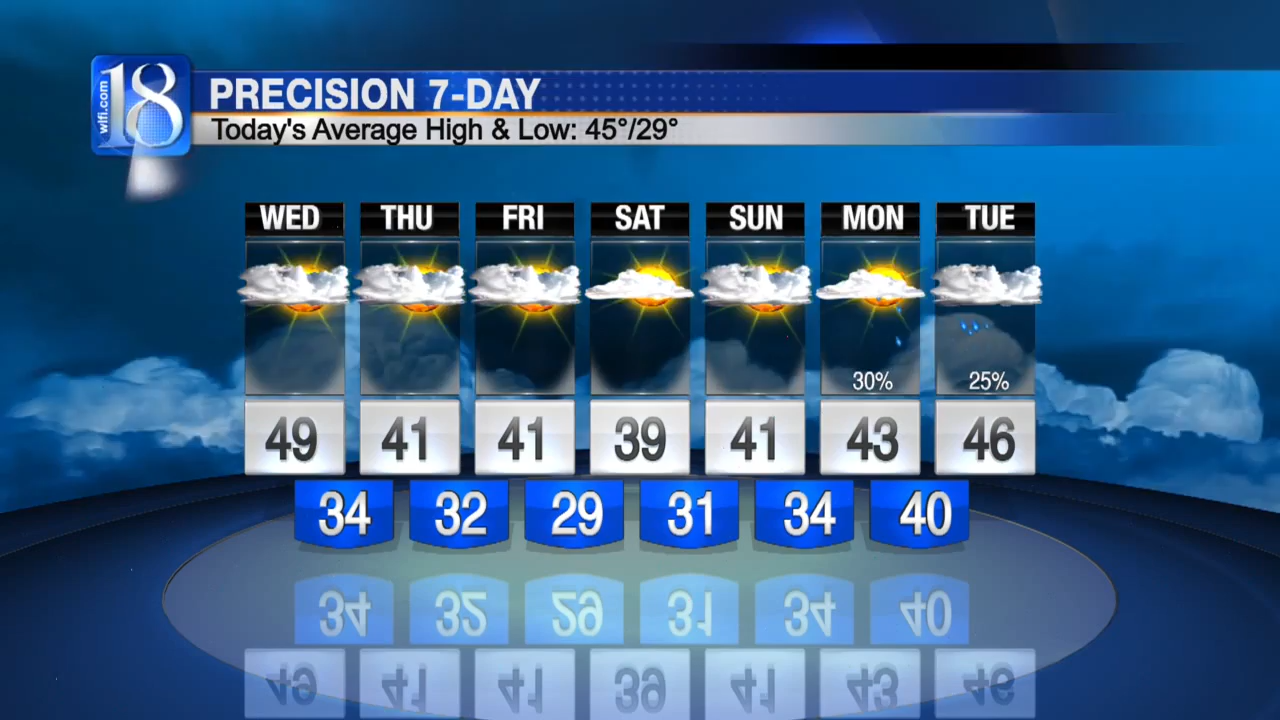 wlfi.com
18
PRECISION 7-DAY
Today's Average High & Low: 45°/29°
WED THU FRI SAT SUN MON TUE
30% 25%
49 41 41 39 41 43 46
34 32 29 31 34 40